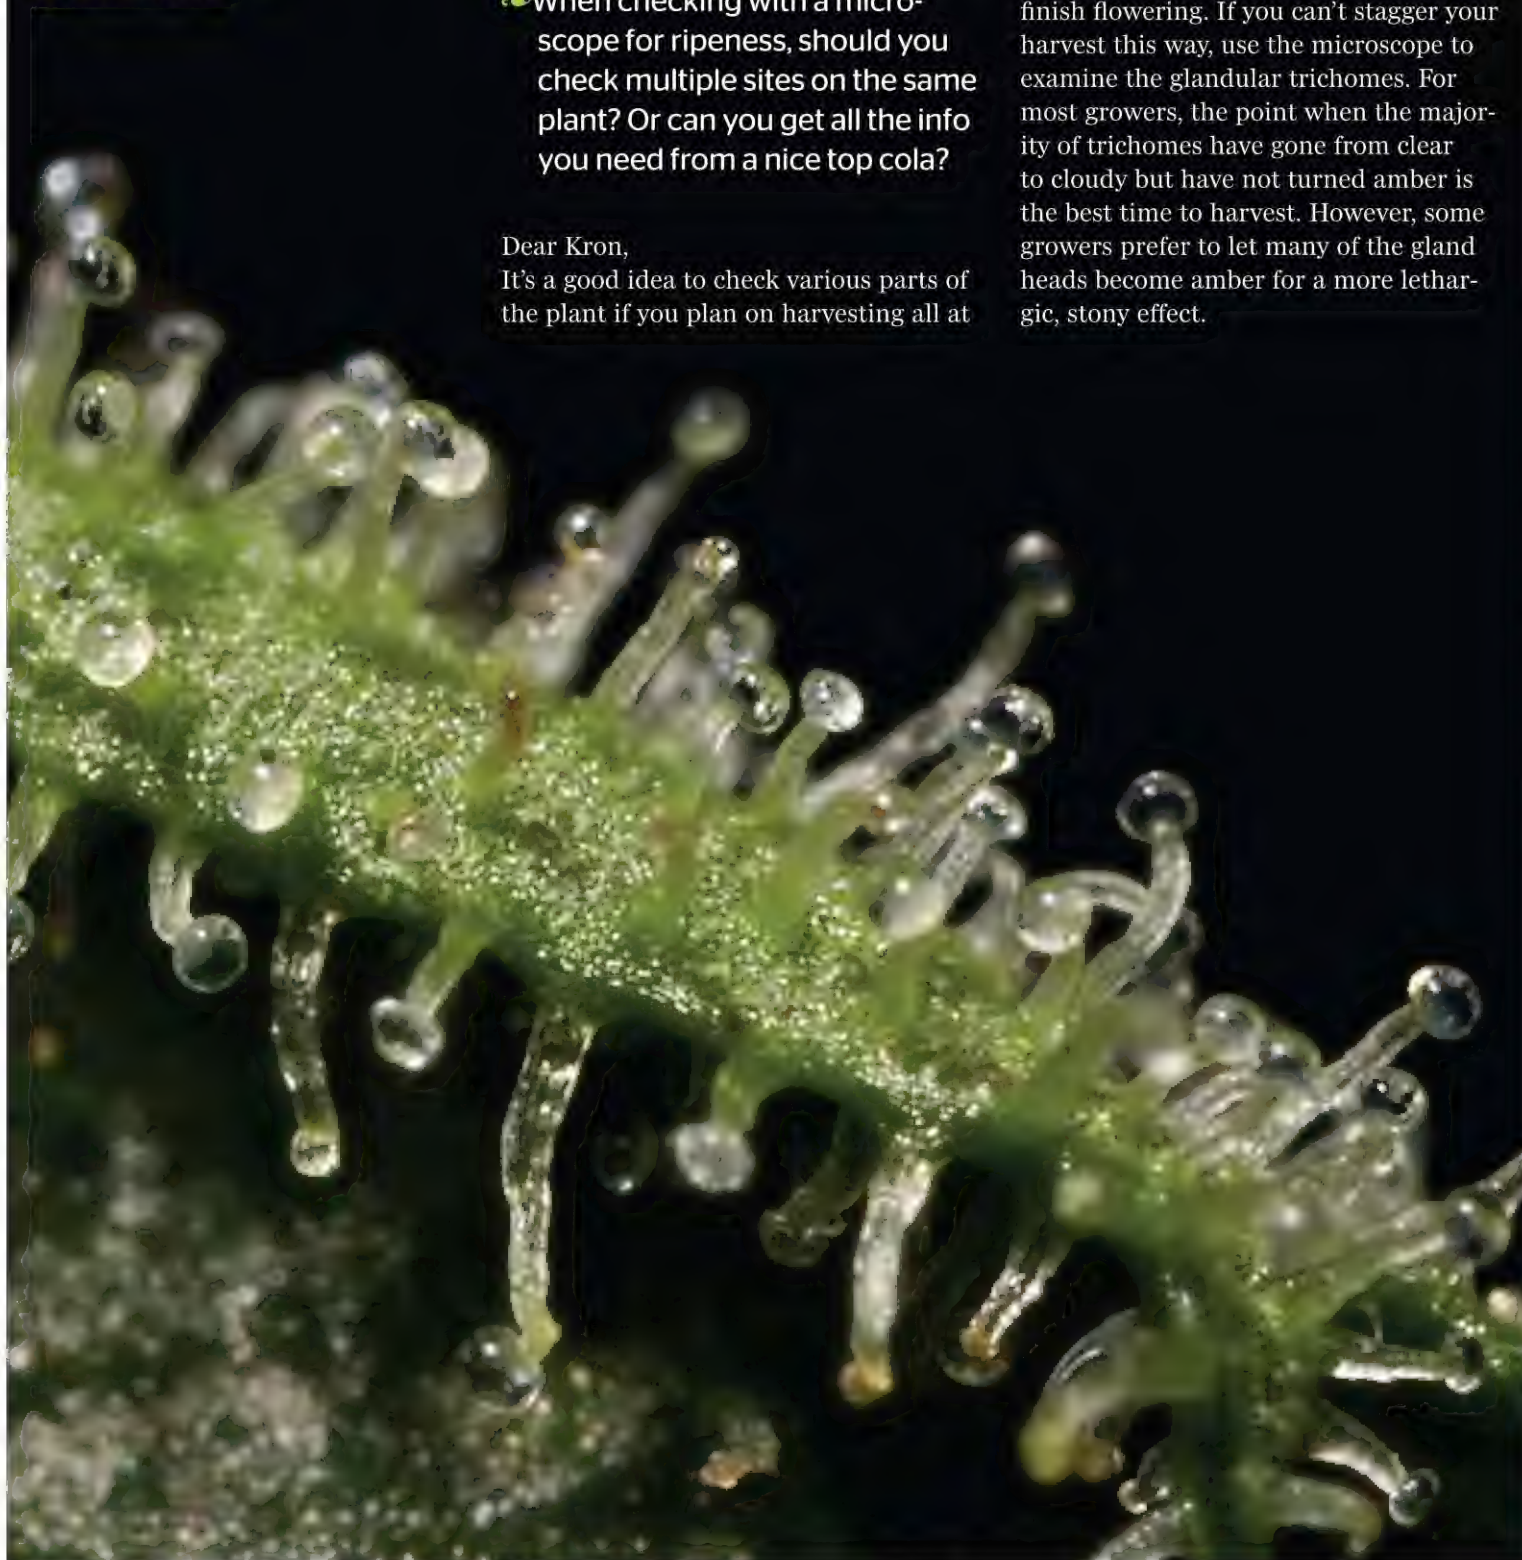 When checking with a micro-
scope for ripeness, should you
check multiple sites on the same
plant? Or can you get all the info
you need from a nice top cola?
Dear Kron,
It's a good idea to check various parts of
the plant if you plan on harvesting all at
finish flowering. If you can't stagger your
harvest this way, use the microscope to
examine the glandular trichomes. For
most growers, the point when the major-
ity of trichomes have gone from clear
to cloudy but have not turned amber is
the best time to harvest. However, some
growers prefer to let many of the gland
heads become amber for a more lethar-
gic, stony effect.